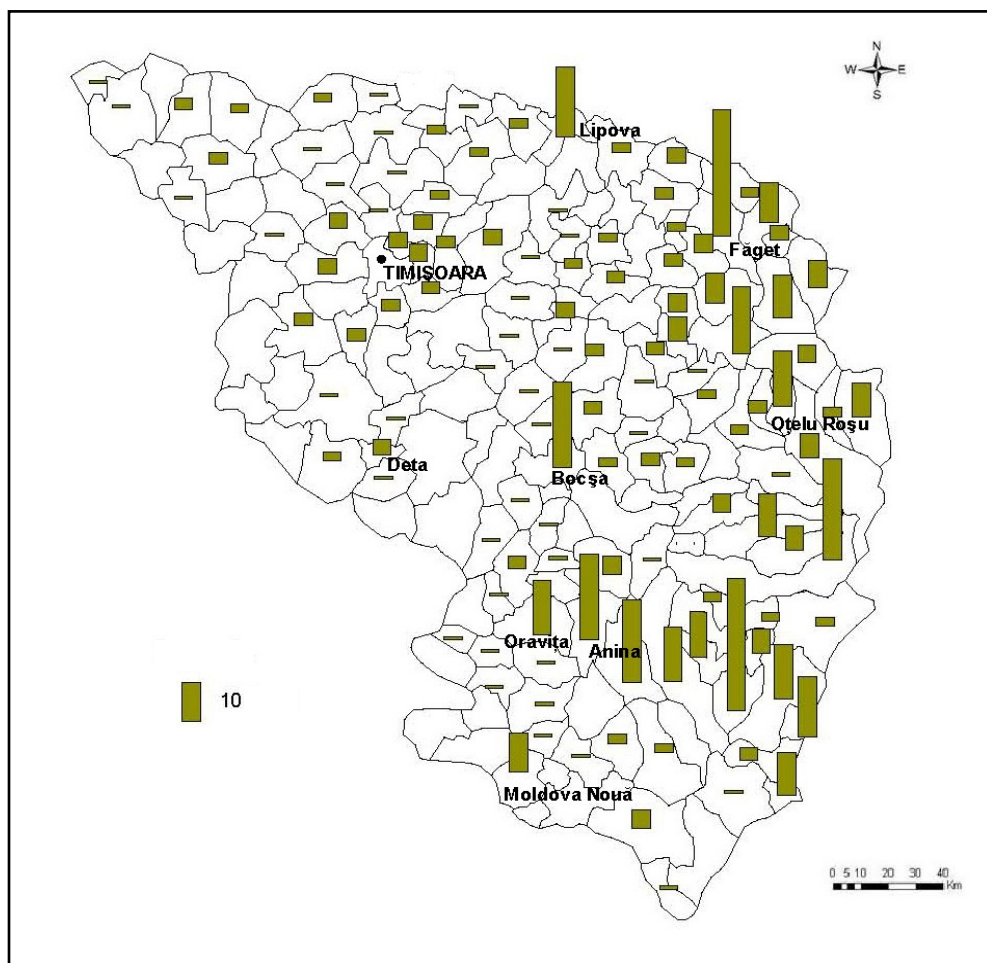 N
W E
S
Lipova
Făget
TIMIŞOARA
Oţelu Roşu
Deta
Bocşa
Oraviţa
Anina
10
Moldova Nouă
0 5 10 20 30 40
Km